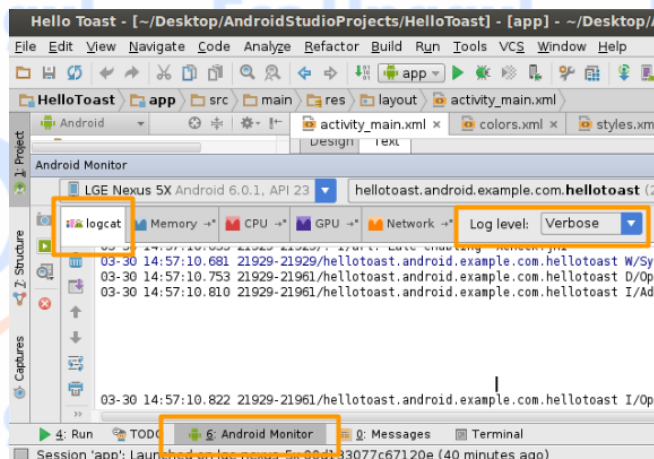 Hello Toast - [~/Desktop/AndroidStudioProjects/HelloToast] - [app] - ~/Desktop/
File Edit View Navigate Code Analyze Refactor Build Run Tools VCS Window Help
app
HelloToast app src main res layout activity_main.xml
Android activity_main.xml × colors.xml × styles.xm
1: Project
Design Text
Android Monitor
LGE Nexus 5X Android 6.0.1, API 23 hellotoast.android.example.com.hellotoast (2
logcat Memory →" CPU →" GPU →" Network →" Log level: Verbose
03-30 14:57:10.681 21929-21929/hellotoast.android.example.com.hellotoast W/Sy
03-30 14:57:10.753 21929-21961/hellotoast.android.example.com.hellotoast D/Op
03-30 14:57:10.810 21929-21961/hellotoast.android.example.com.hellotoast I/Ad
Z: Structure
Captures
03-30 14:57:10.822 21929-21961/hellotoast.android.example.com.hellotoast I/Op
4: Run TODO 6: Android Monitor 0: Messages Terminal
Session 'app': Launched on lge-nexus_5x-00d133077c67120e (40 minutes ago)